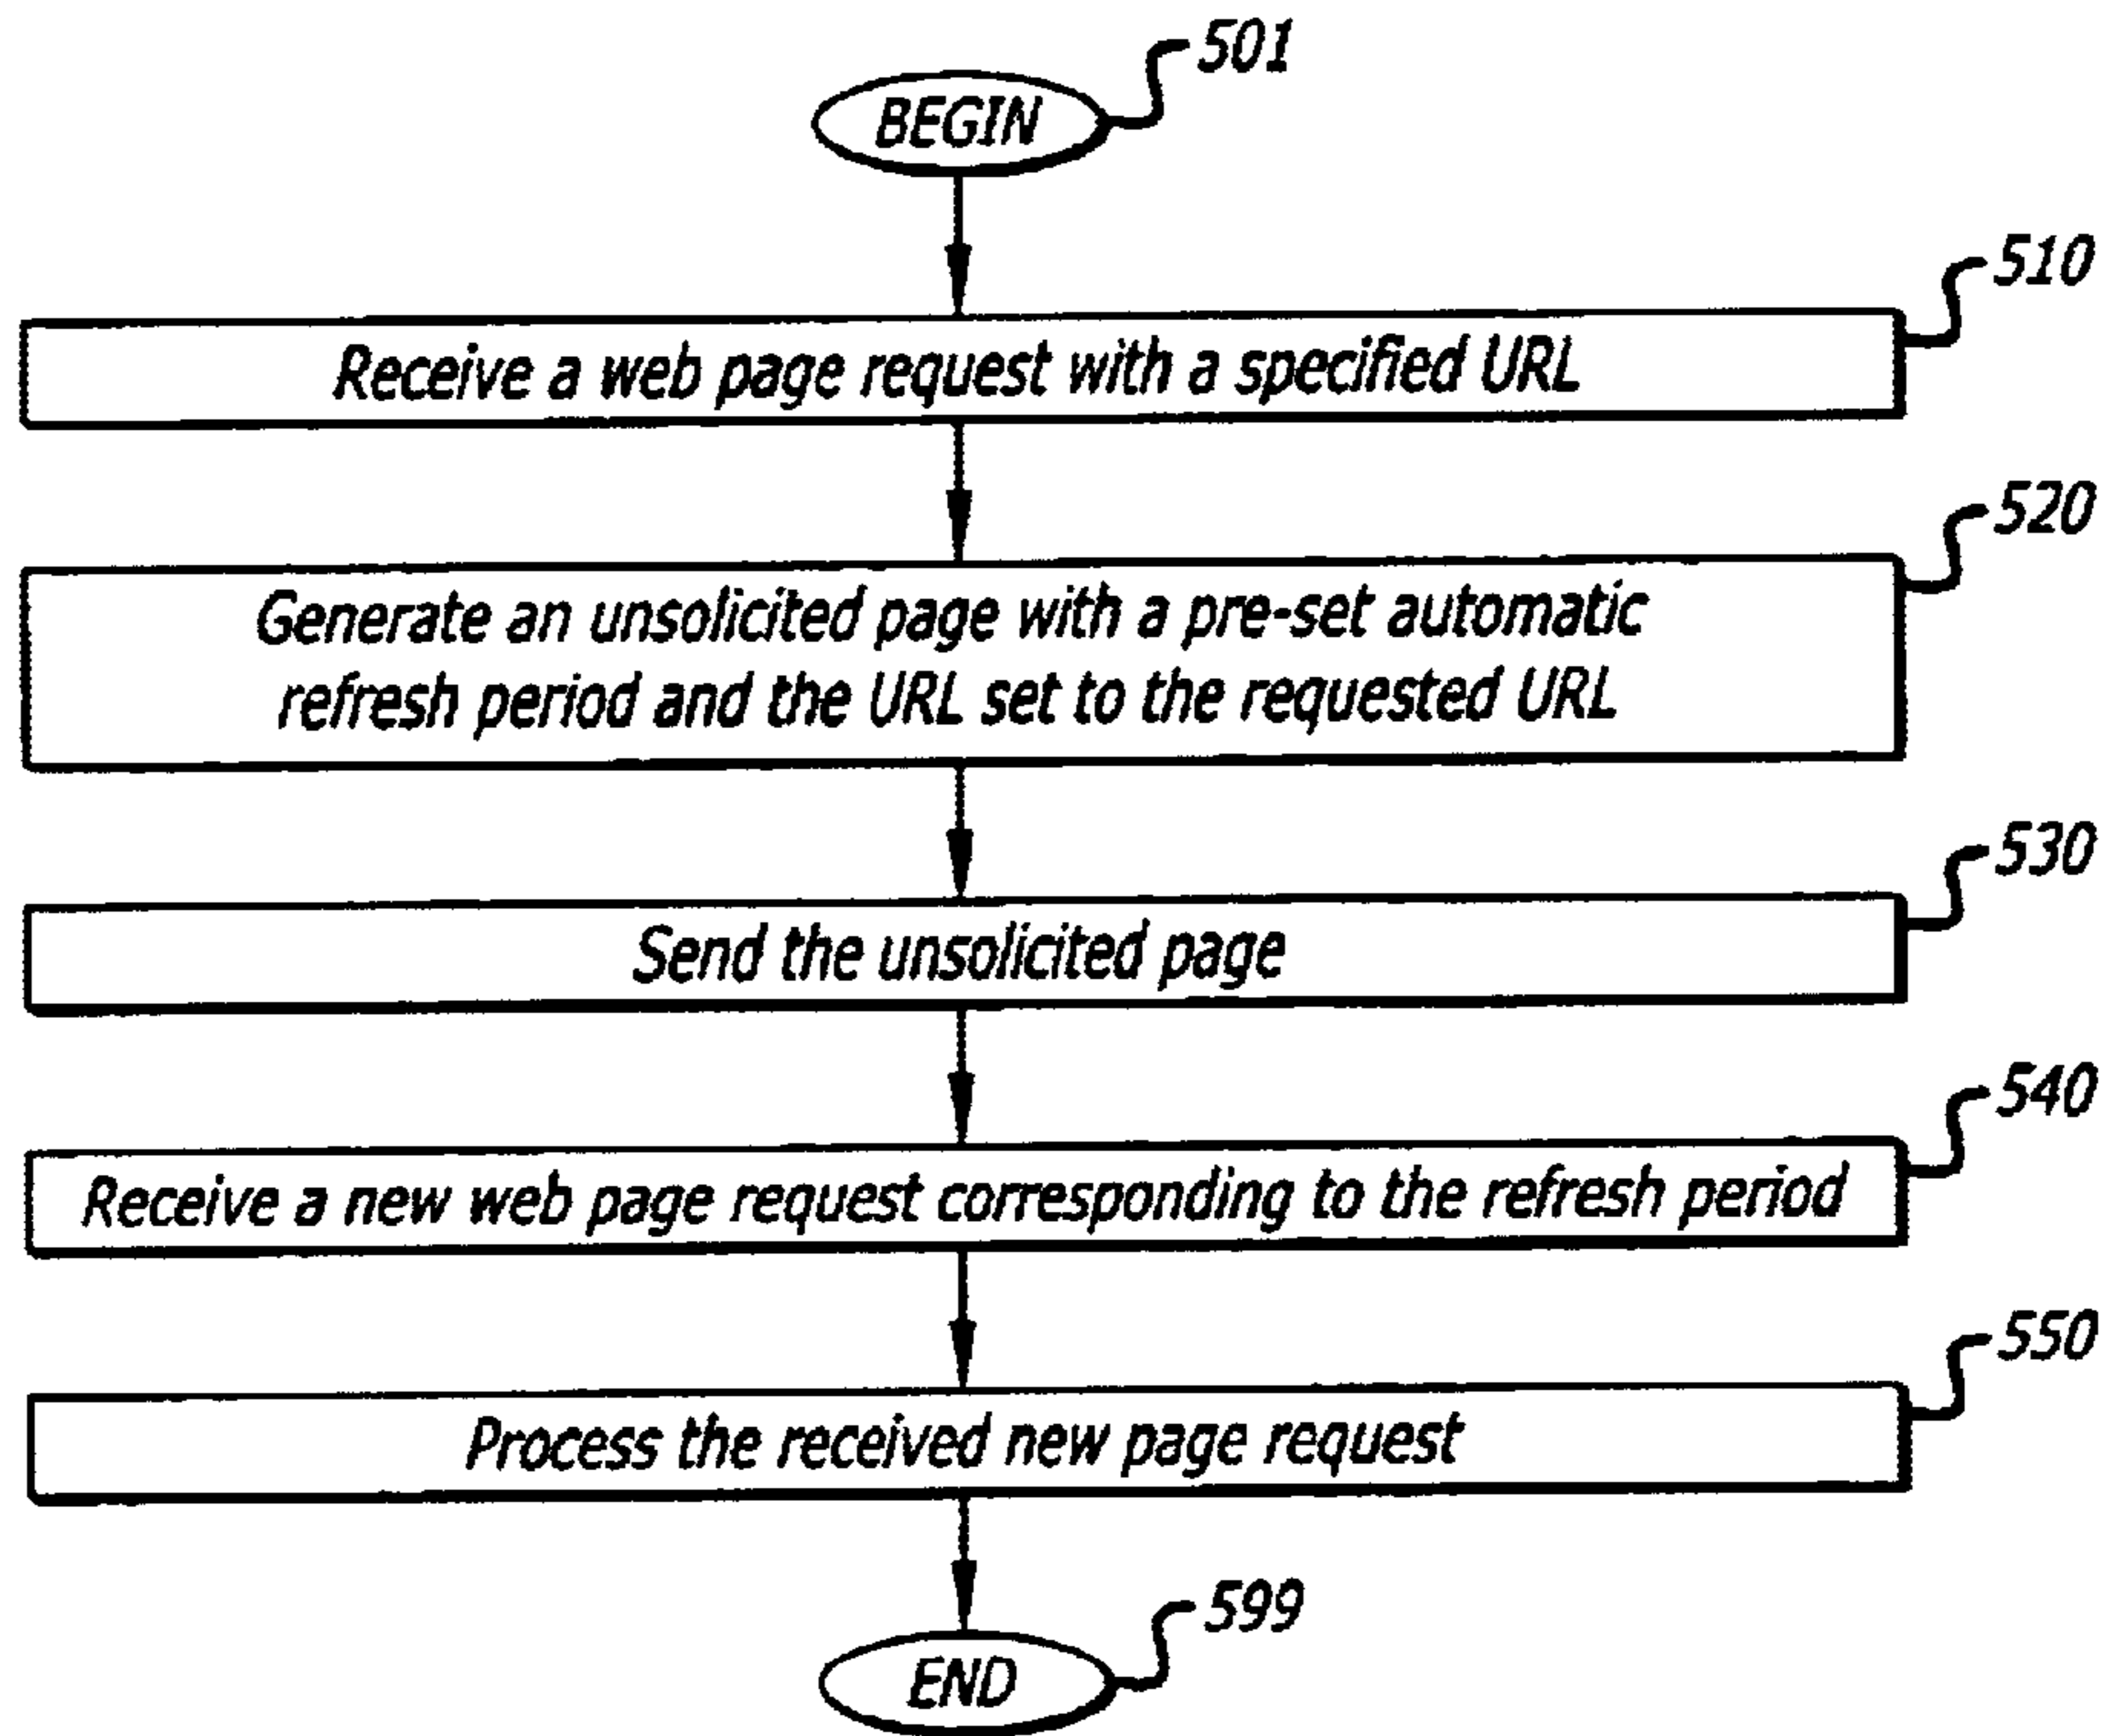 501
BEGIN
510
Receive a web page request with a specified URL
520
Generate an unsolicited page with a pre-set automatic
refresh period and the URL set to the requested URL
530
Send the unsolicited page
540
Receive a new web page request corresponding to the refresh period
550
Process the received new page request
599
END